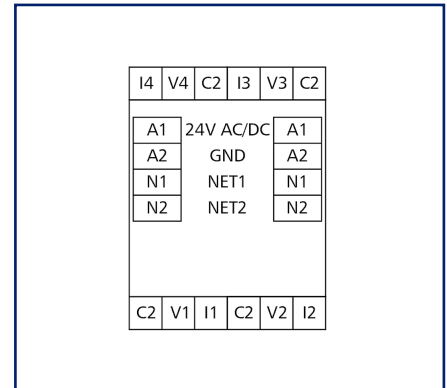 I4 V4 C2 I3 V3 C2
A1 24V AC/DC A1
A2 GND A2
N1 NET1 N1
N2 NET2 N2
C2 V1 I1 C2 V2 I2